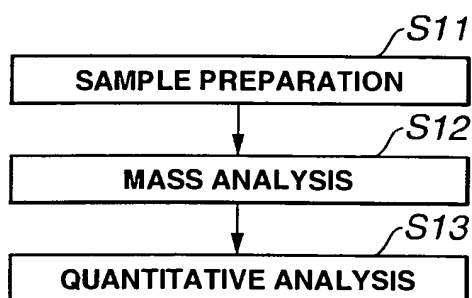 S11
SAMPLE PREPARATION
S12
MASS ANALYSIS
S13
QUANTITATIVE ANALYSIS